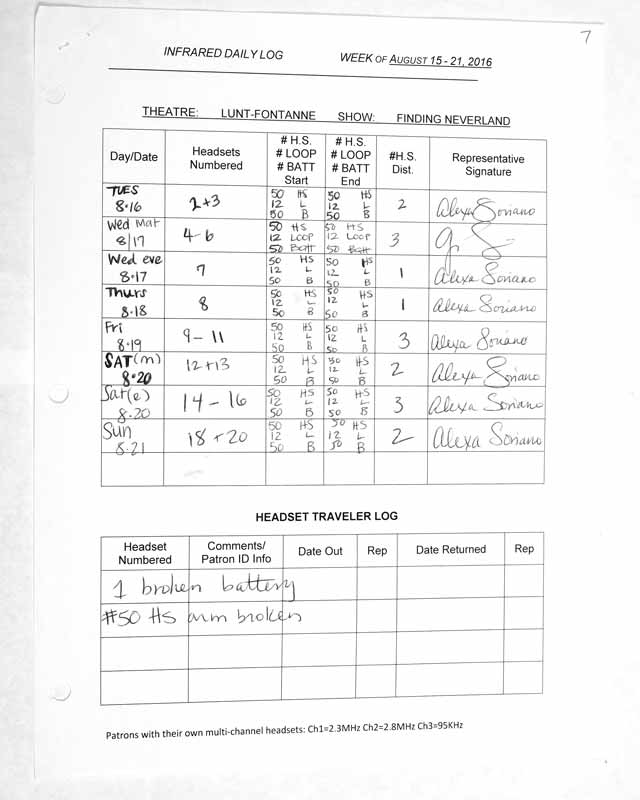 7
INFRARED DAILY LOG WEEK OF AUGUST 15 - 21, 2016
THEATRE: LUNT-FONTANNE SHOW: FINDING NEVERLAND
Day/Date Headsets Numbered # H.S. # LOOP # BATT Start # H.S. # LOOP # BATT End #H.S. Dist. Representative Signature
TUES 8·16 2+3 50 HS 12 L 50 B 50 HS 12 L 50 B 2 Alexa Soriano
Wed Mat 8/17 4-6 50 HS 12 LOOP 50 Batt 50 HS 12 LOOP 50 Batt 3
Wed eve 8·17 7 50 HS 12 L 50 B 50 HS 12 L 50 B 1 Alexa Soriano
Thurs 8·18 8 50 HS 12 L 50 B 50 HS 12 L 50 B 1 Alexa Soriano
Fri 8·19 9-11 50 HS 12 L 50 B 50 HS 12 L 50 B 3 Alexa Soriano
SAT(m) 8·20 12+13 50 HS 12 L 50 B 50 HS 12 L 50 B 2 Alexa Soriano
Sat(e) 8·20 14-16 50 HS 12 L 50 B 50 HS 12 L 50 B 3 Alexa Soriano
Sun 8·21 18+20 50 HS 12 L 50 B 50 HS 12 L 50 B 2 Alexa Soriano
HEADSET TRAVELER LOG
Headset Numbered Comments/ Patron ID Info Date Out Rep Date Returned Rep
1 broken battery
#50 HS arm broken
Patrons with their own multi-channel headsets: Ch1=2.3MHz Ch2=2.8MHz Ch3=95KHz